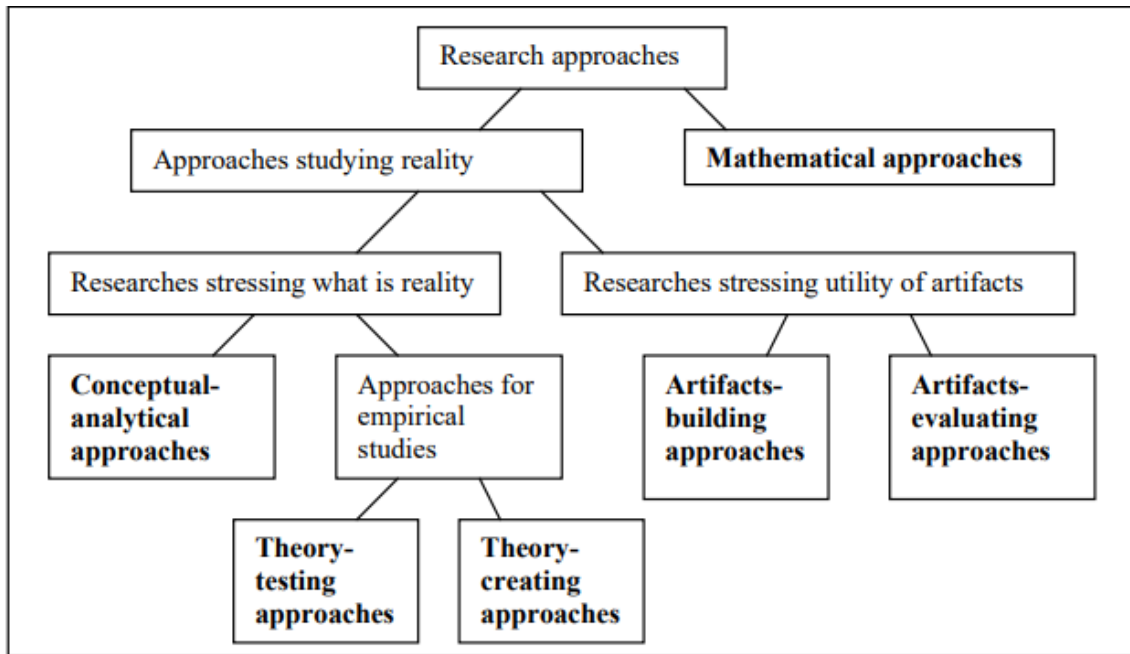 Research approaches
Approaches studying reality
Mathematical approaches
Researches stressing what is reality
Researches stressing utility of artifacts
Conceptual-
analytical
approaches
Approaches for
empirical
studies
Artifacts-
building
approaches
Artifacts-
evaluating
approaches
Theory-
testing
approaches
Theory-
creating
approaches